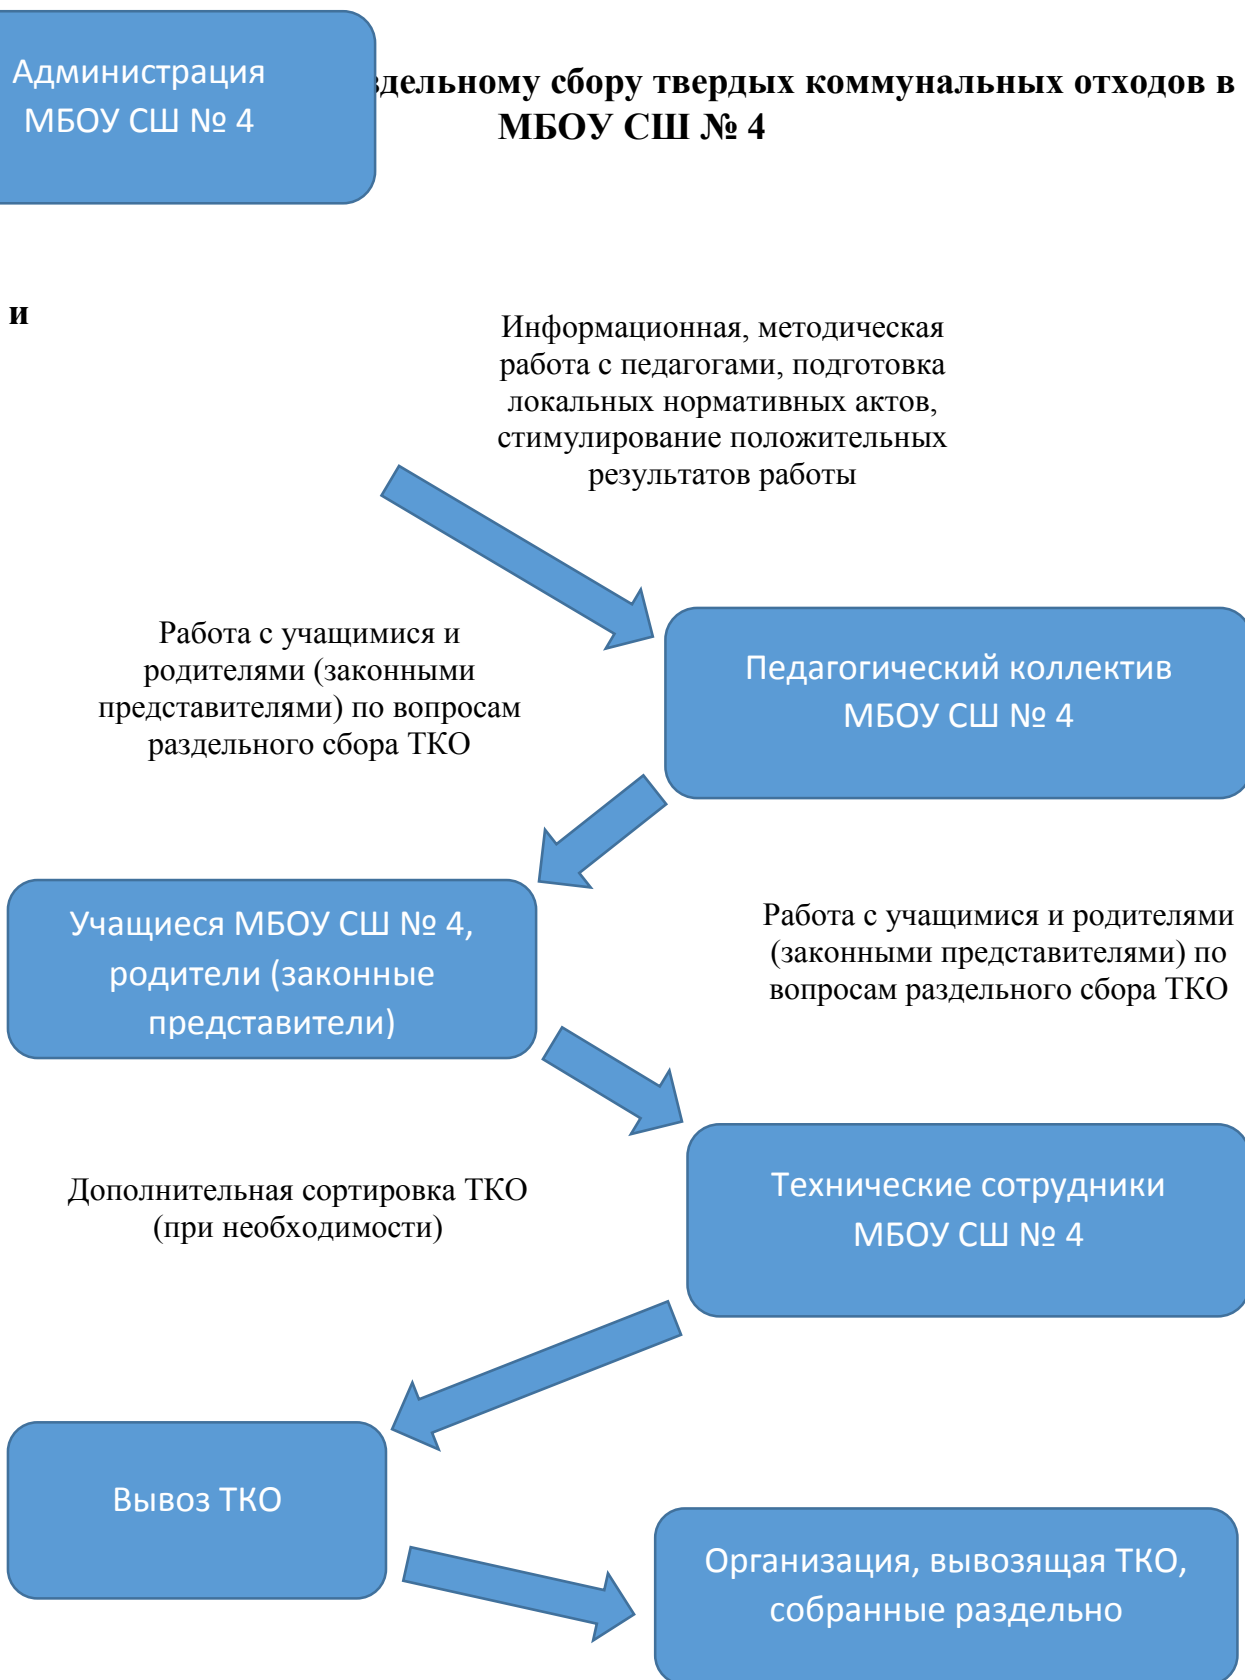 Администрация
МБОУ СШ № 4
здельному сбору твердых коммунальных отходов в
МБОУ СШ № 4
и
Информационная, методическая
работа с педагогами, подготовка
локальных нормативных актов,
стимулирование положительных
результатов работы
Работа с учащимися и
родителями (законными
представителями) по вопросам
раздельного сбора ТКО
Педагогический коллектив
МБОУ СШ № 4
Учащиеся МБОУ СШ № 4,
родители (законные
представители)
Работа с учащимися и родителями
(законными представителями) по
вопросам раздельного сбора ТКО
Технические сотрудники
МБОУ СШ № 4
Дополнительная сортировка ТКО
(при необходимости)
Вывоз ТКО
Организация, вывозящая ТКО,
собранные раздельно